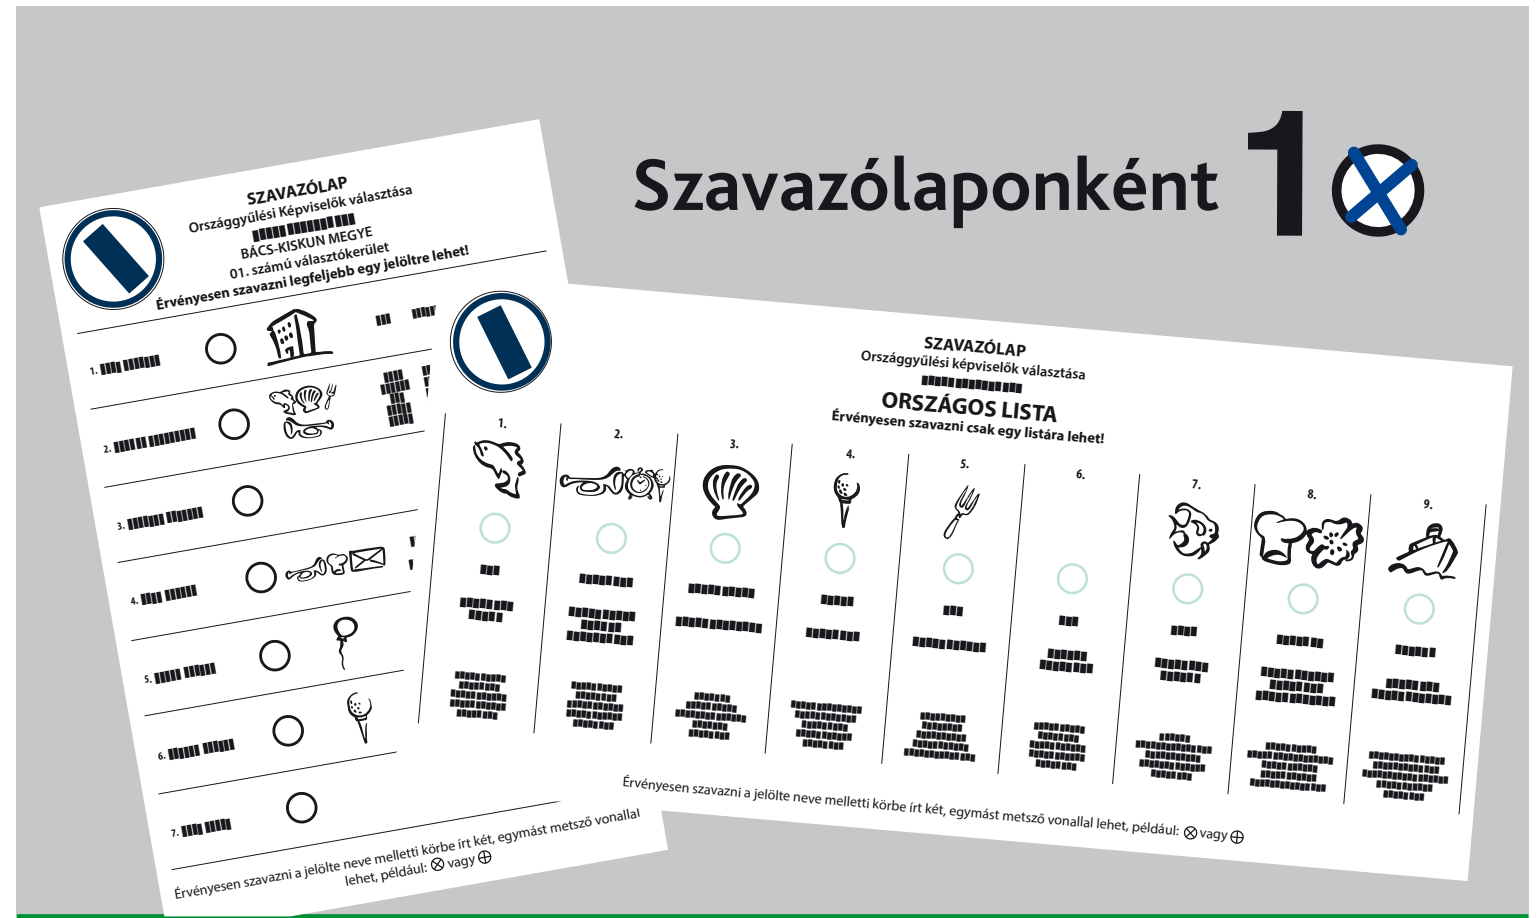 Szavazólaponként 1
SZAVAZÓLAP
Országgyűlési Képviselők választása
BÁCS-KISKUN MEGYE
01. számú választókerület
Érvényesen szavazni legfeljebb egy jelöltre lehet!
1.
2.
3.
4.
5.
6.
7.
Érvényesen szavazni a jelölte neve melletti körbe írt két, egymást metsző vonallal
lehet, például: ⊗ vagy ⊕
SZAVAZÓLAP
Országgyűlési képviselők választása
ORSZÁGOS LISTA
Érvényesen szavazni csak egy listára lehet!
1. 2. 3. 4. 5. 6. 7. 8. 9.
Érvényesen szavazni a jelölte neve melletti körbe írt két, egymást metsző vonallal lehet, például: ⊗ vagy ⊕